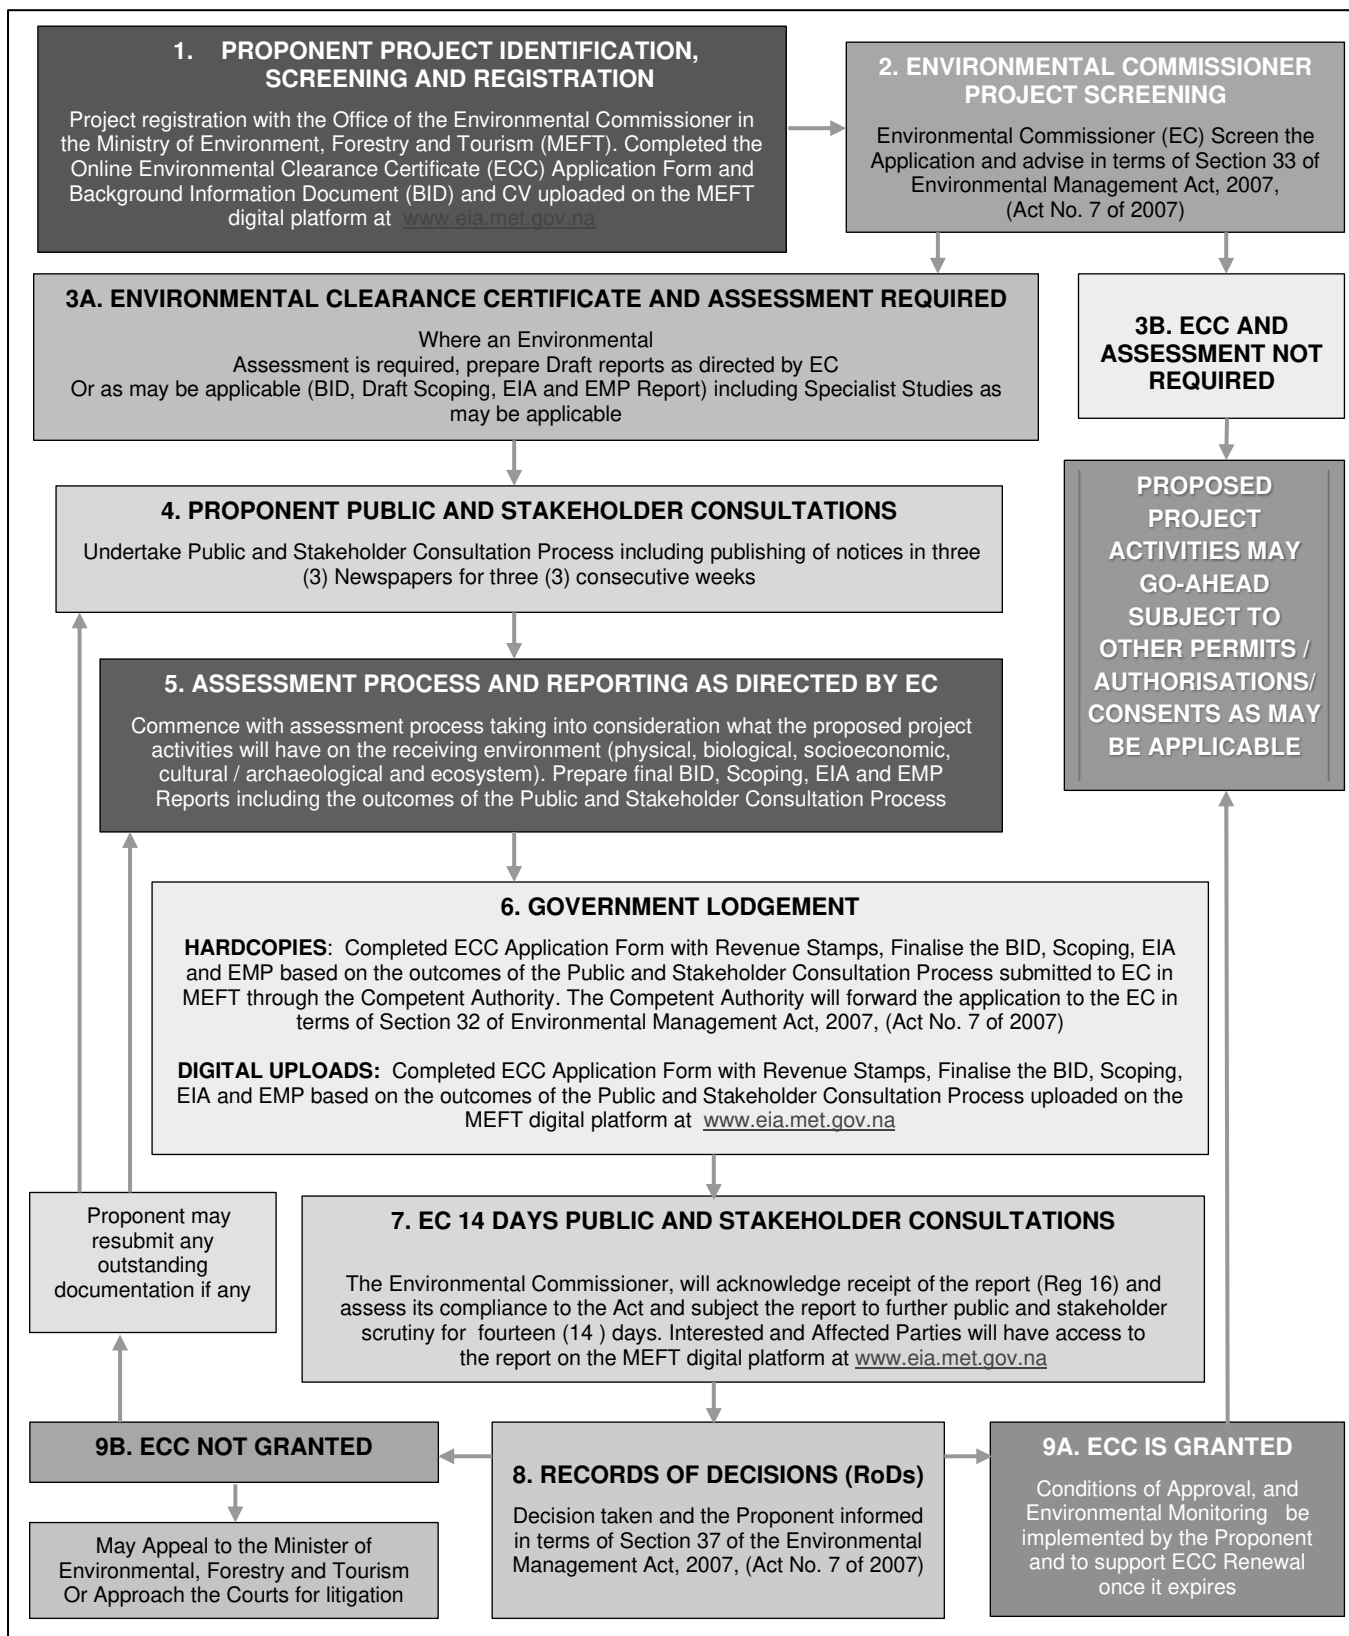 1. PROPONENT PROJECT IDENTIFICATION,
SCREENING AND REGISTRATION
Project registration with the Office of the Environmental Commissioner in
the Ministry of Environment, Forestry and Tourism (MEFT). Completed the
Online Environmental Clearance Certificate (ECC) Application Form and
Background Information Document (BID) and CV uploaded on the MEFT
digital platform at www.eia.met.gov.na
2. ENVIRONMENTAL COMMISSIONER
PROJECT SCREENING
Environmental Commissioner (EC) Screen the
Application and advise in terms of Section 33 of
Environmental Management Act, 2007,
(Act No. 7 of 2007)
3A. ENVIRONMENTAL CLEARANCE CERTIFICATE AND ASSESSMENT REQUIRED
Where an Environmental
Assessment is required, prepare Draft reports as directed by EC
Or as may be applicable (BID, Draft Scoping, EIA and EMP Report) including Specialist Studies as
may be applicable
3B. ECC AND
ASSESSMENT NOT
REQUIRED
4. PROPONENT PUBLIC AND STAKEHOLDER CONSULTATIONS
Undertake Public and Stakeholder Consultation Process including publishing of notices in three
(3) Newspapers for three (3) consecutive weeks
PROPOSED
PROJECT
ACTIVITIES MAY
GO-AHEAD
SUBJECT TO
OTHER PERMITS /
AUTHORISATIONS/
CONSENTS AS MAY
BE APPLICABLE
5. ASSESSMENT PROCESS AND REPORTING AS DIRECTED BY EC
Commence with assessment process taking into consideration what the proposed project
activities will have on the receiving environment (physical, biological, socioeconomic,
cultural / archaeological and ecosystem). Prepare final BID, Scoping, EIA and EMP
Reports including the outcomes of the Public and Stakeholder Consultation Process
6. GOVERNMENT LODGEMENT
HARDCOPIES: Completed ECC Application Form with Revenue Stamps, Finalise the BID, Scoping, EIA
and EMP based on the outcomes of the Public and Stakeholder Consultation Process submitted to EC in
MEFT through the Competent Authority. The Competent Authority will forward the application to the EC in
terms of Section 32 of Environmental Management Act, 2007, (Act No. 7 of 2007)
DIGITAL UPLOADS: Completed ECC Application Form with Revenue Stamps, Finalise the BID, Scoping,
EIA and EMP based on the outcomes of the Public and Stakeholder Consultation Process uploaded on the
MEFT digital platform at www.eia.met.gov.na
Proponent may
resubmit any
outstanding
documentation if any
7. EC 14 DAYS PUBLIC AND STAKEHOLDER CONSULTATIONS
The Environmental Commissioner, will acknowledge receipt of the report (Reg 16) and
assess its compliance to the Act and subject the report to further public and stakeholder
scrutiny for fourteen (14 ) days. Interested and Affected Parties will have access to
the report on the MEFT digital platform at www.eia.met.gov.na
9B. ECC NOT GRANTED
May Appeal to the Minister of
Environmental, Forestry and Tourism
Or Approach the Courts for litigation
8. RECORDS OF DECISIONS (RoDs)
Decision taken and the Proponent informed
in terms of Section 37 of the Environmental
Management Act, 2007, (Act No. 7 of 2007)
9A. ECC IS GRANTED
Conditions of Approval, and
Environmental Monitoring be
implemented by the Proponent
and to support ECC Renewal
once it expires